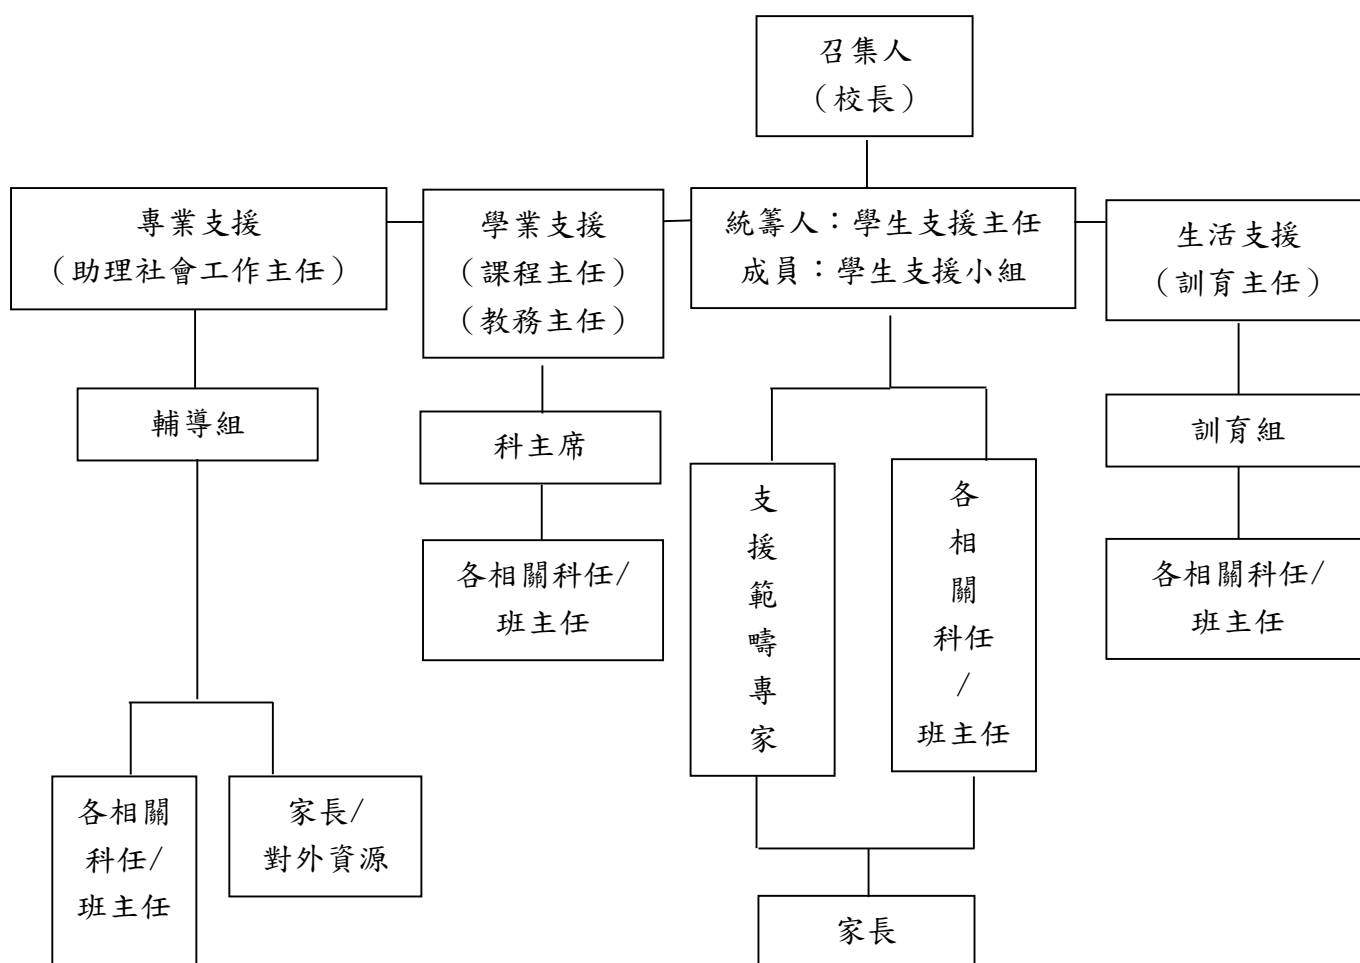 召集人
（校長）
專業支援
（助理社會工作主任）
學業支援
（課程主任）
（教務主任）
統籌人：學生支援主任
成員：學生支援小組
生活支援
（訓育主任）
輔導組
科主席
訓育組
支
援
範
疇
專
家
各
相
關
科任
/
班主任
各相關科任/
班主任
各相關科任/
班主任
各相關
科任/
班主任
家長/
對外資源
家長